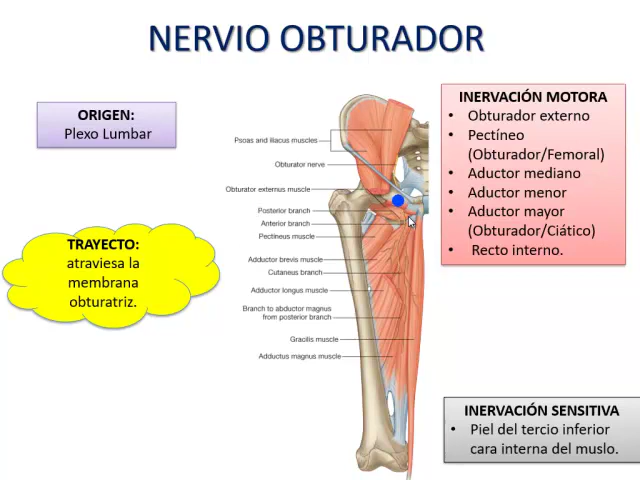 NERVIO OBTURADOR
ORIGEN:
Plexo Lumbar
TRAYECTO:
atraviesa la
membrana
obturatriz.
Psoas and iliacus muscles
Obturator nerve
Obturator externus muscle
Posterior branch
Anterior branch
Pectineus muscle
Adductor brevis muscle
Cutaneous branch
Adductor longus muscle
Branch to abductor magnus
from posterior branch
Gracilis muscle
Adductus magnus muscle
INERVACIÓN MOTORA
• Obturador externo
• Pectíneo
(Obturador/Femoral)
• Aductor mediano
• Aductor menor
• Aductor mayor
(Obturador/Ciático)
• Recto interno.
INERVACIÓN SENSITIVA
• Piel del tercio inferior
cara interna del muslo.